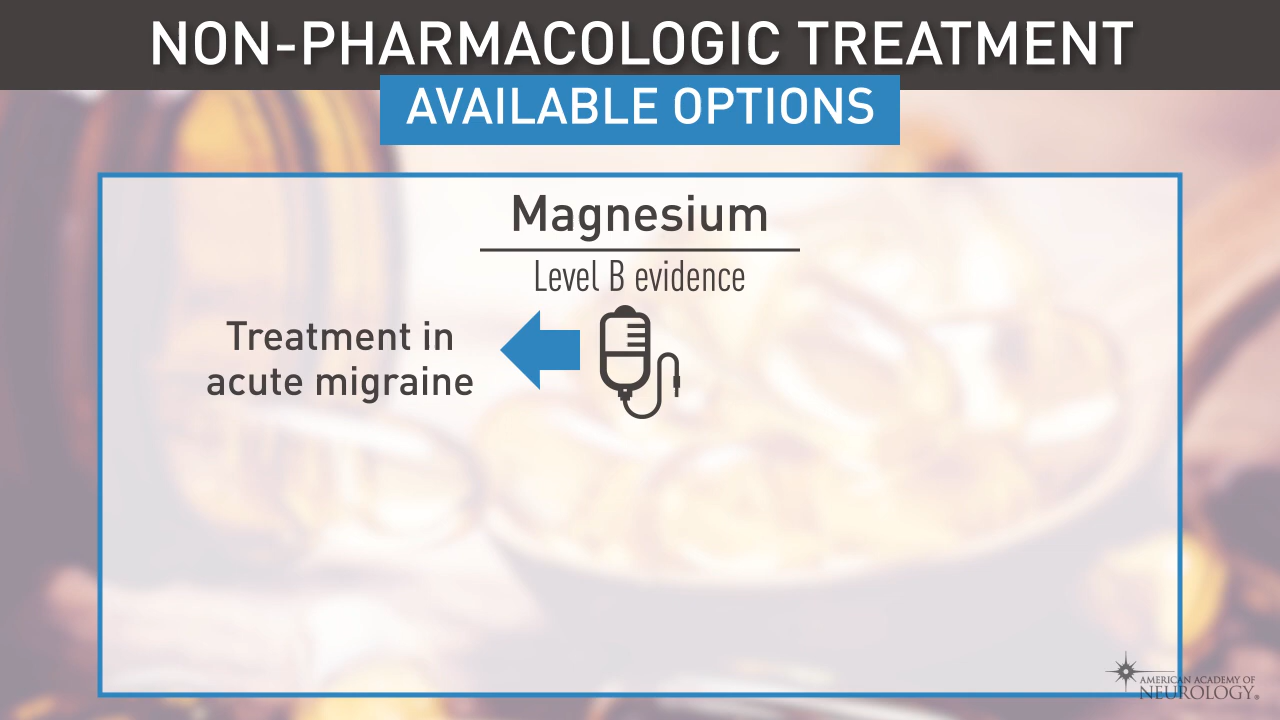 NON-PHARMACOLOGIC TREATMENT
AVAILABLE OPTIONS
Magnesium
Level B evidence
Treatment in
acute migraine
AMERICAN ACADEMY OF
NEUROLOGY®